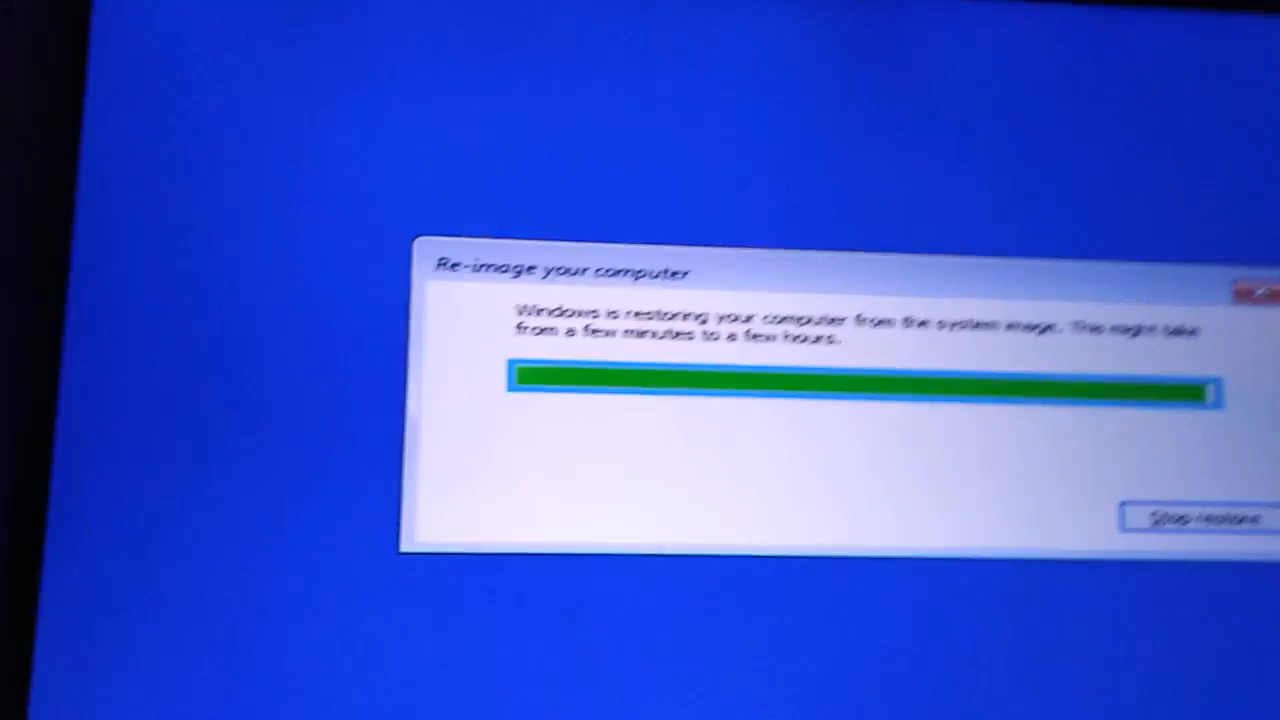 Re-image your computer
Windows is restoring your computer from the system image. This might take
from a few minutes to a few hours.
Stop restore